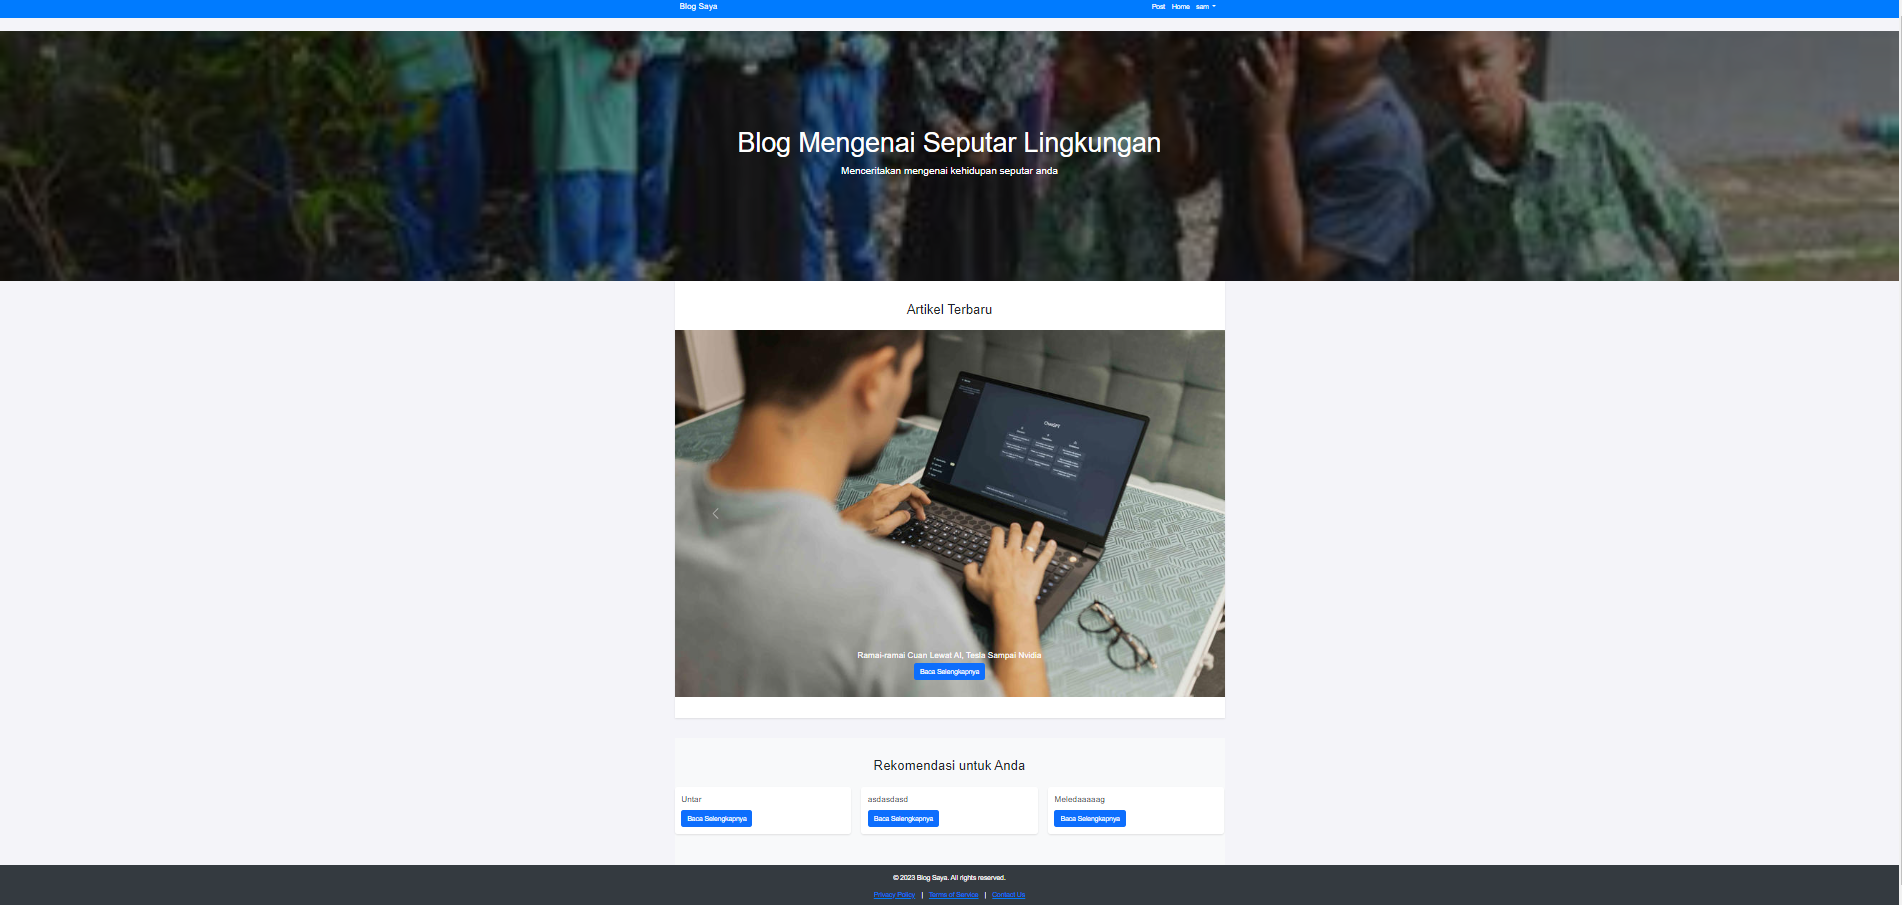 Blog Saya
Post Home sam
Blog Mengenai Seputar Lingkungan
Menceritakan mengenai kehidupan seputar anda
Artikel Terbaru
ChatGPT
Ramai-ramai Cuan Lewat AI, Tesla Sampai Nvidia
Baca Selengkapnya
Rekomendasi untuk Anda
Untar asdasdasd Meledaaaaag
Baca Selengkapnya Baca Selengkapnya Baca Selengkapnya
© 2023 Blog Saya. All rights reserved.
Privacy Policy | Terms of Service | Contact Us